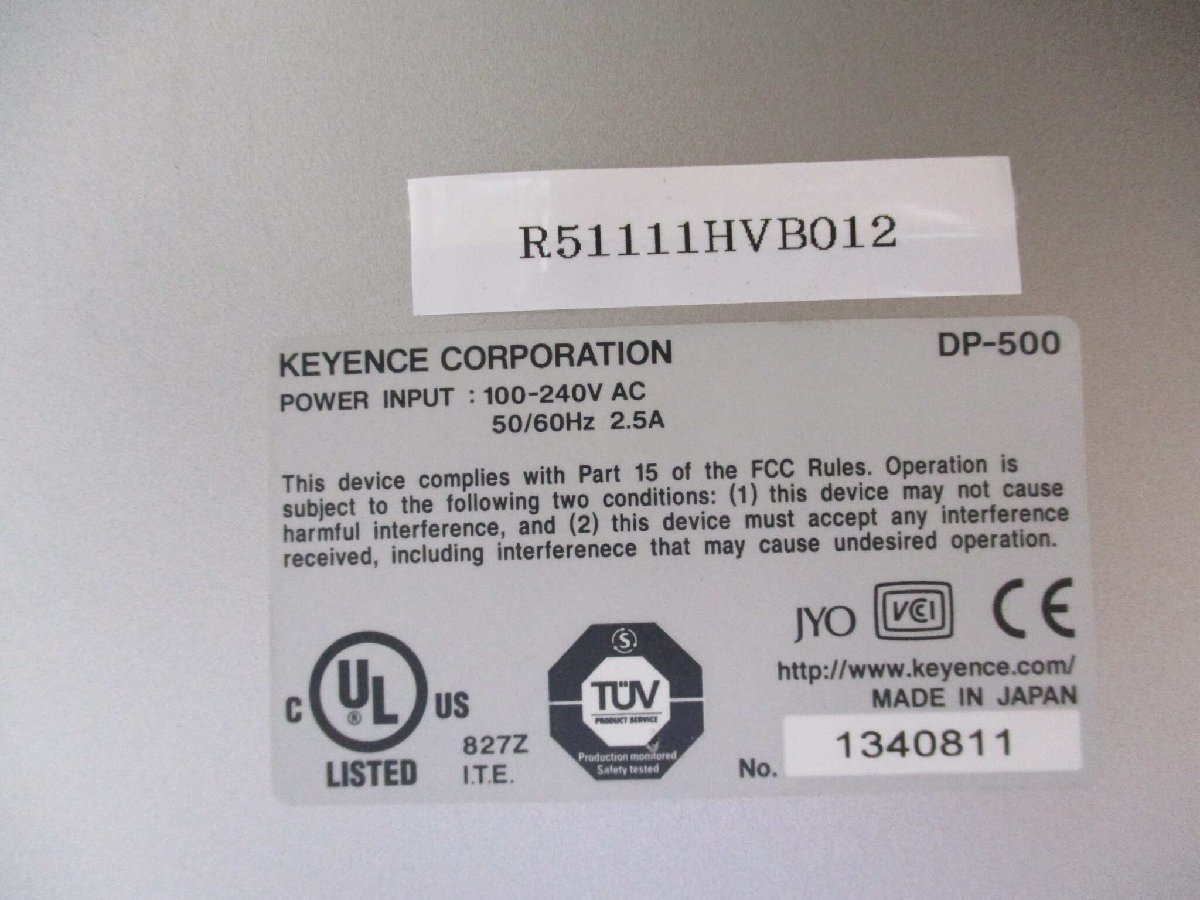 R51111HVB012
KEYENCE CORPORATION DP-500
POWER INPUT : 100-240V AC
50/60Hz 2.5A
This device complies with Part 15 of the FCC Rules. Operation is
subject to the following two conditions: (1) this device may not cause
harmful interference, and (2) this device must accept any interference
received, including interferenece that may cause undesired operation.
JYO VCCI CE
http://www.keyence.com/
MADE IN JAPAN
C UL ® US
LISTED
827Z
I.T.E.
S
TÜV
PRODUCT SERVICE
Production monitored
Safety tested
No. 1340811